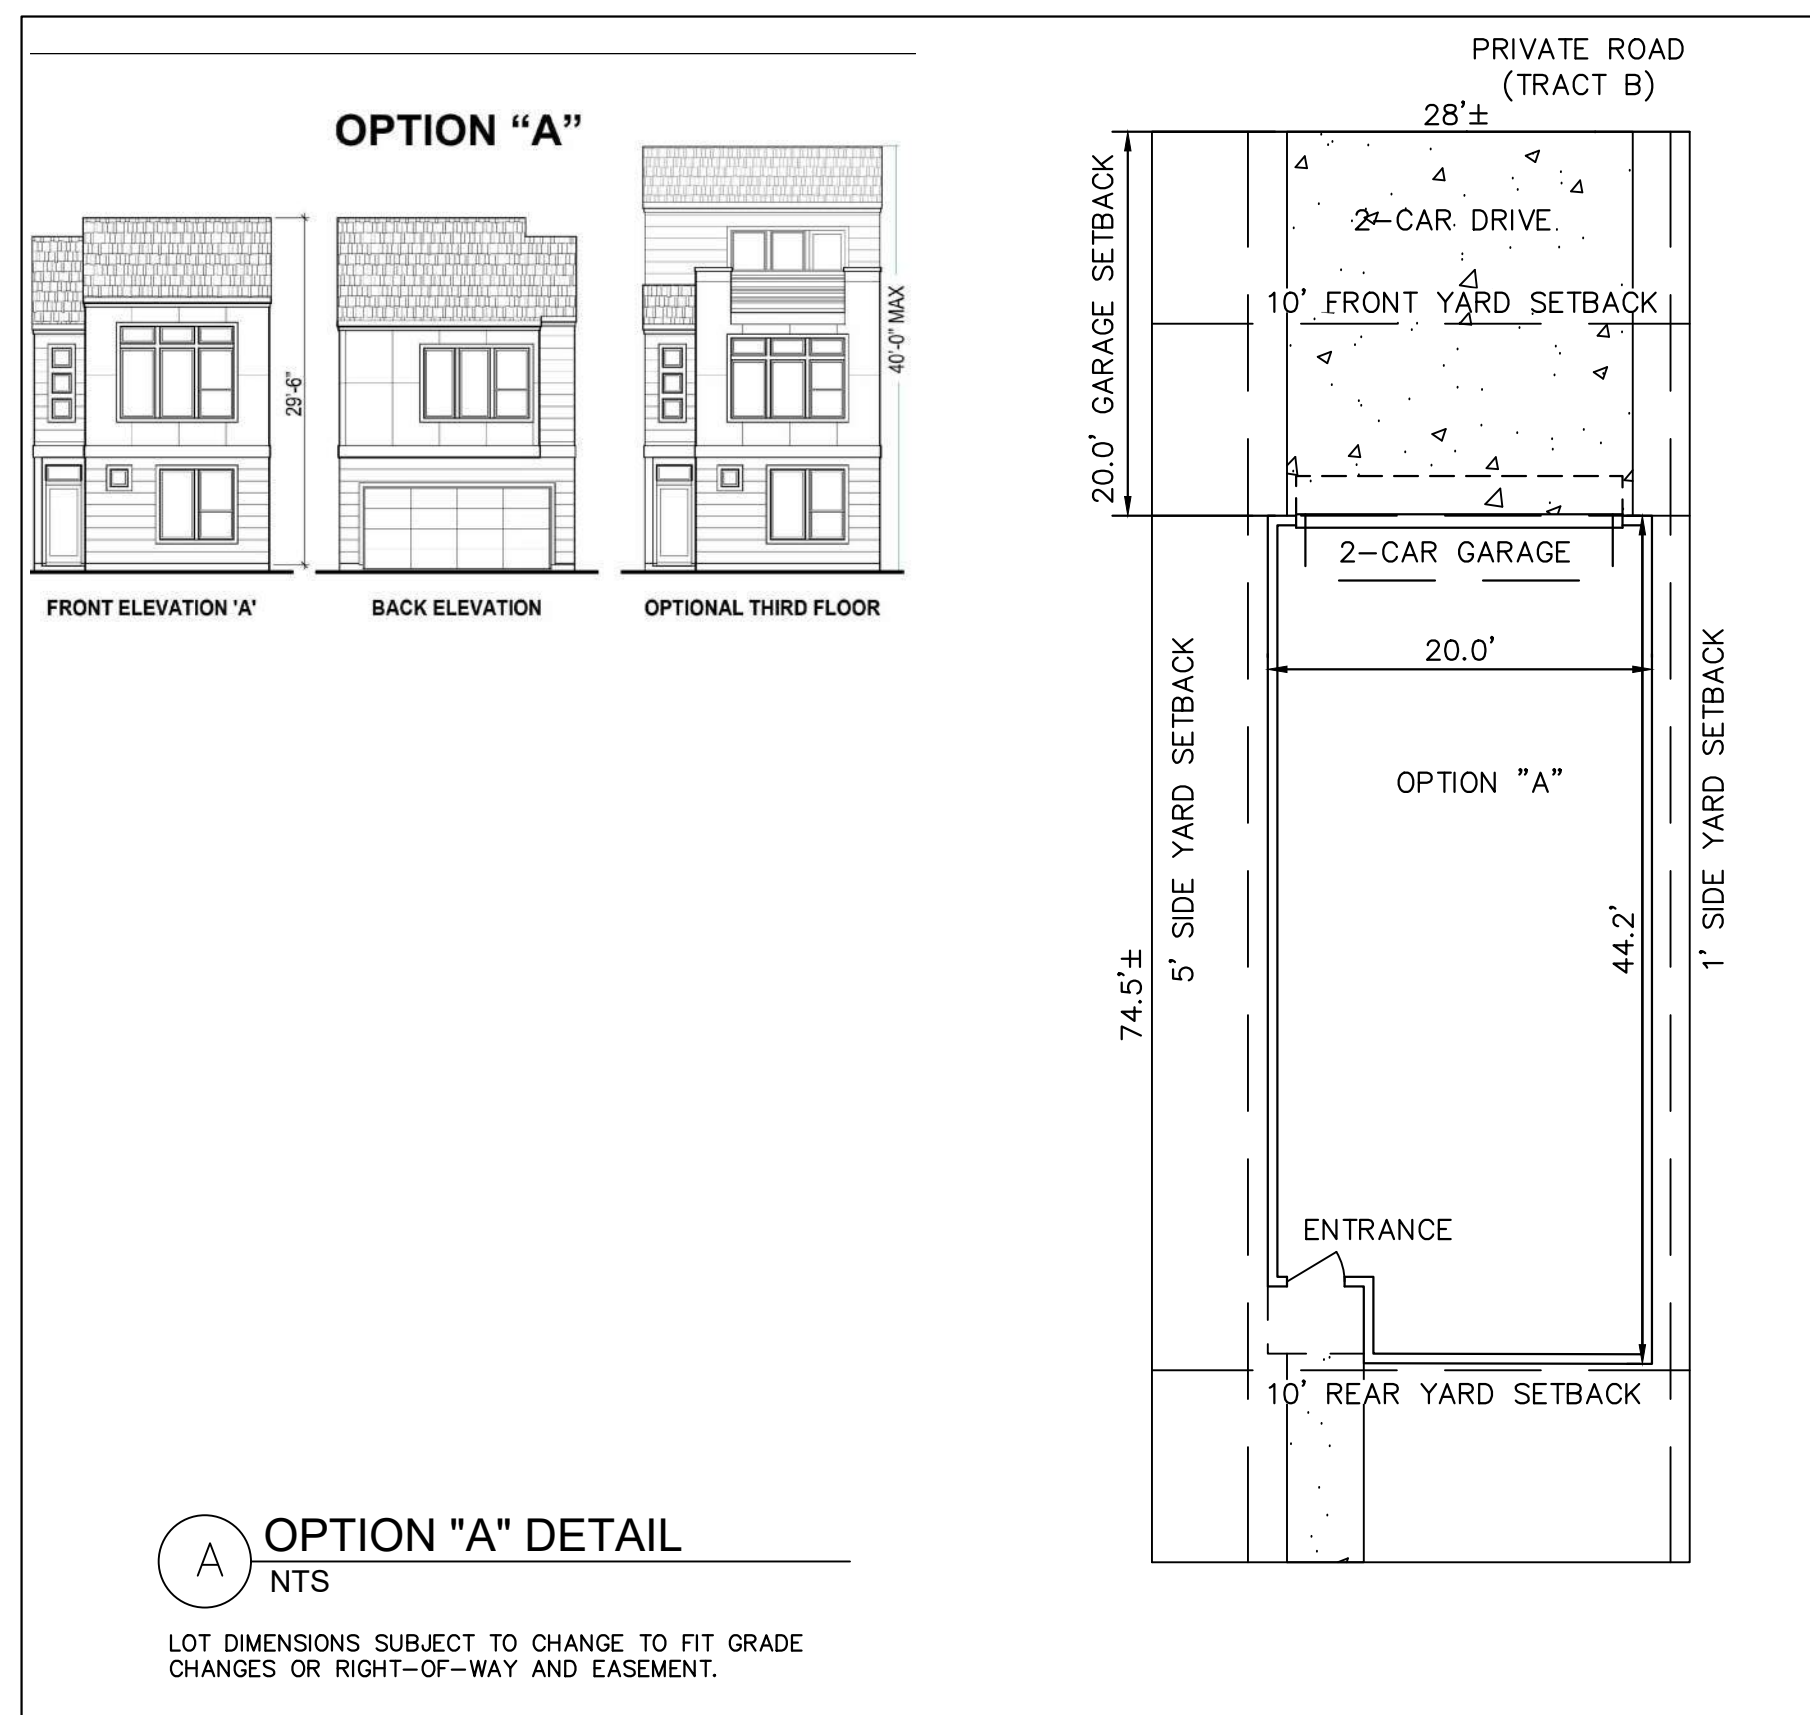 OPTION “A”
29'-6"
40'-0" MAX
FRONT ELEVATION 'A'
BACK ELEVATION
OPTIONAL THIRD FLOOR
PRIVATE ROAD
(TRACT B)
28'±
20.0' GARAGE SETBACK
2-CAR DRIVE
10' FRONT YARD SETBACK
2-CAR GARAGE
20.0'
5' SIDE YARD SETBACK
1' SIDE YARD SETBACK
OPTION "A"
44.2'
74.5'±
ENTRANCE
10' REAR YARD SETBACK
A
OPTION "A" DETAIL
NTS
LOT DIMENSIONS SUBJECT TO CHANGE TO FIT GRADE
CHANGES OR RIGHT-OF-WAY AND EASEMENT.